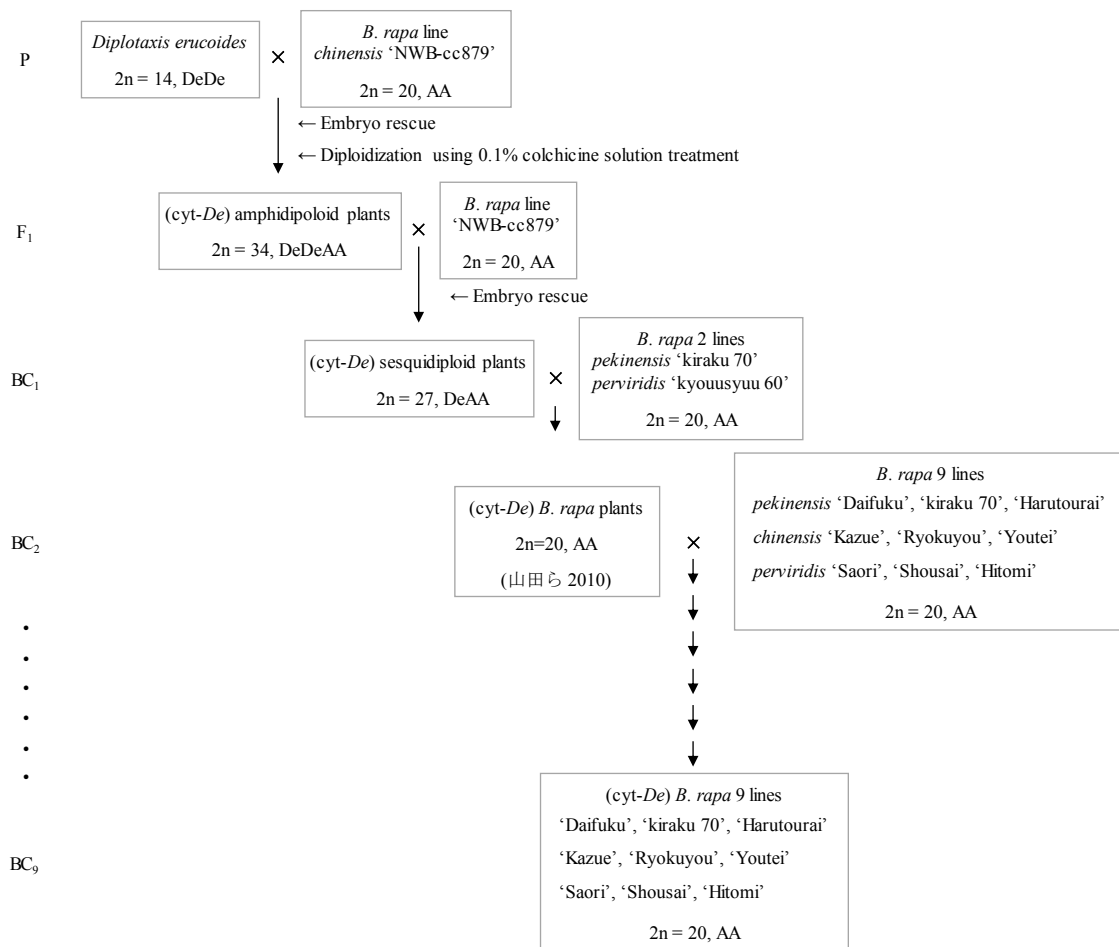 P
Diplotaxis erucoides
2n = 14, DeDe
×
B. rapa line
chinensis ‘NWB-cc879’
2n = 20, AA
← Embryo rescue
← Diploidization using 0.1% colchicine solution treatment
F1
(cyt-De) amphidipoloid plants
2n = 34, DeDeAA
×
B. rapa line
‘NWB-cc879’
2n = 20, AA
← Embryo rescue
BC1
(cyt-De) sesquidiploid plants
2n = 27, DeAA
×
B. rapa 2 lines
pekinensis ‘kiraku 70’
perviridis ‘kyouusyuu 60’
2n = 20, AA
BC2
(cyt-De) B. rapa plants
2n=20, AA
(山田ら 2010)
×
B. rapa 9 lines
pekinensis ‘Daifuku’, ‘kiraku 70’, ‘Harutourai’
chinensis ‘Kazue’, ‘Ryokuyou’, ‘Youtei’
perviridis ‘Saori’, ‘Shousai’, ‘Hitomi’
2n = 20, AA
BC9
(cyt-De) B. rapa 9 lines
‘Daifuku’, ‘kiraku 70’, ‘Harutourai’
‘Kazue’, ‘Ryokuyou’, ‘Youtei’
‘Saori’, ‘Shousai’, ‘Hitomi’
2n = 20, AA